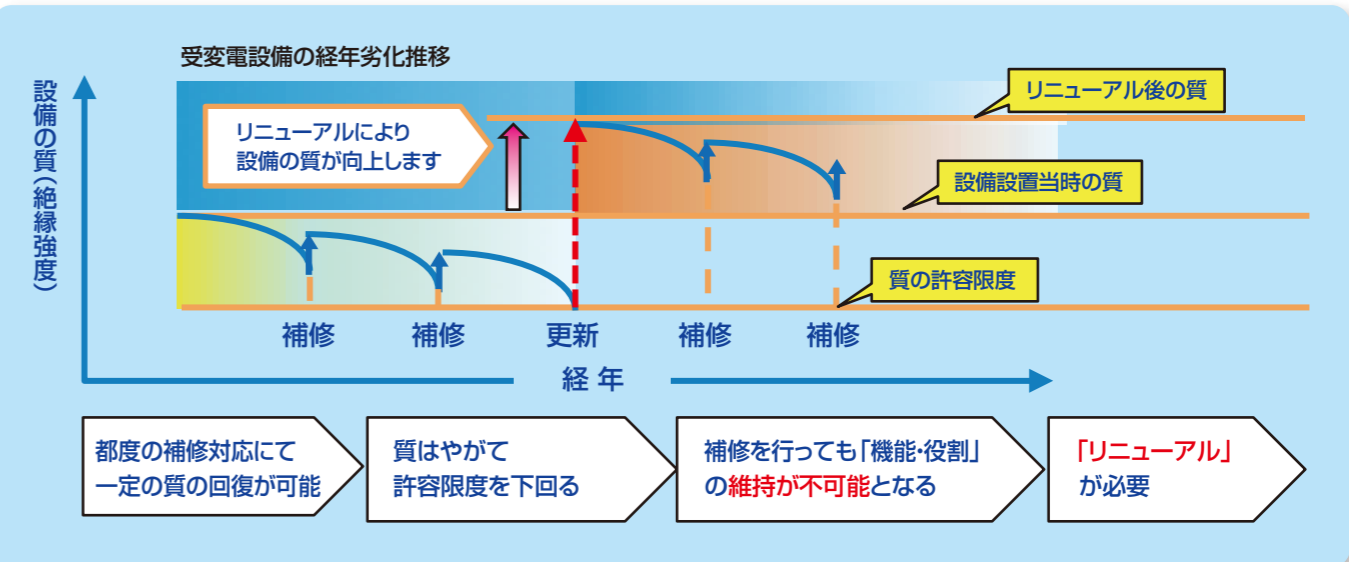 受変電設備の経年劣化推移
設備の質(絶縁強度)
リニューアルにより
設備の質が向上します
リニューアル後の質
設備設置当時の質
質の許容限度
補修
補修
更新
補修
補修
経年
都度の補修対応にて
一定の質の回復が可能
質はやがて
許容限度を下回る
補修を行っても「機能・役割」
の維持が不可能となる
「リニューアル」
が必要